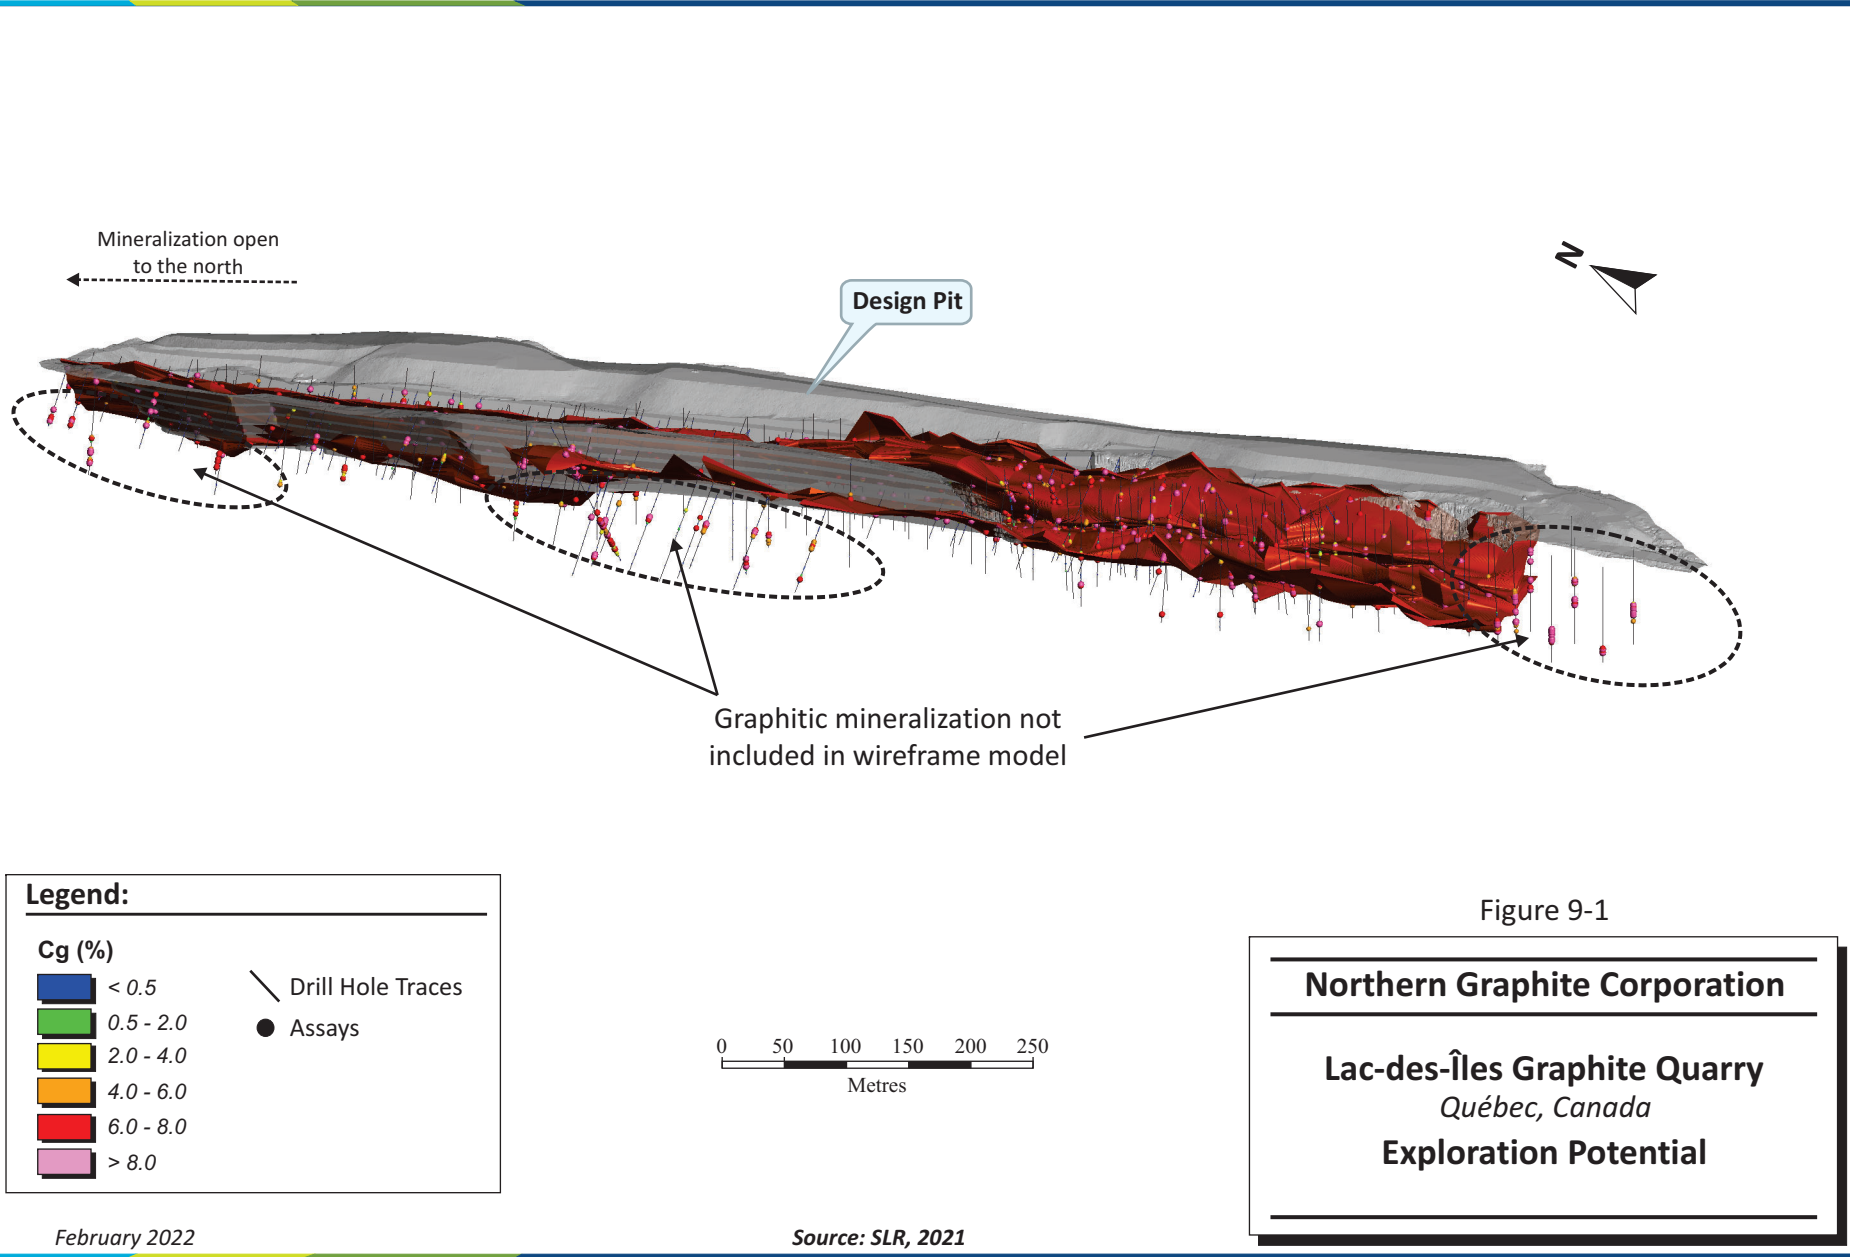 Mineralization open
to the north
N
Design Pit
Graphitic mineralization not
included in wireframe model
Legend:
Cg (%)
< 0.5
0.5 - 2.0
2.0 - 4.0
4.0 - 6.0
6.0 - 8.0
> 8.0
Drill Hole Traces
Assays
0 50 100 150 200 250
Metres
Figure 9-1
Northern Graphite Corporation
Lac-des-Îles Graphite Quarry
Québec, Canada
Exploration Potential
February 2022
Source: SLR, 2021